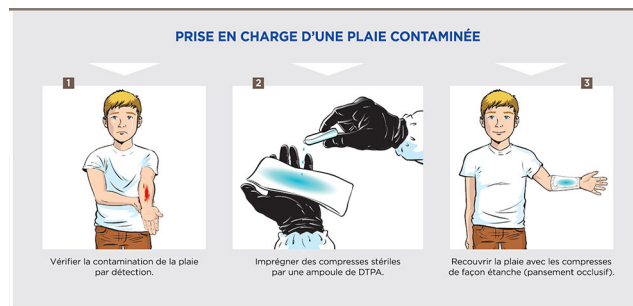 PRISE EN CHARGE D'UNE PLAIE CONTAMINÉE
1
2
3
Vérifier la contamination de la plaie
par détection.
Imprégner des compresses stériles
par une ampoule de DTPA.
Recouvrir la plaie avec les compresses
de façon étanche (pansement occlusif).